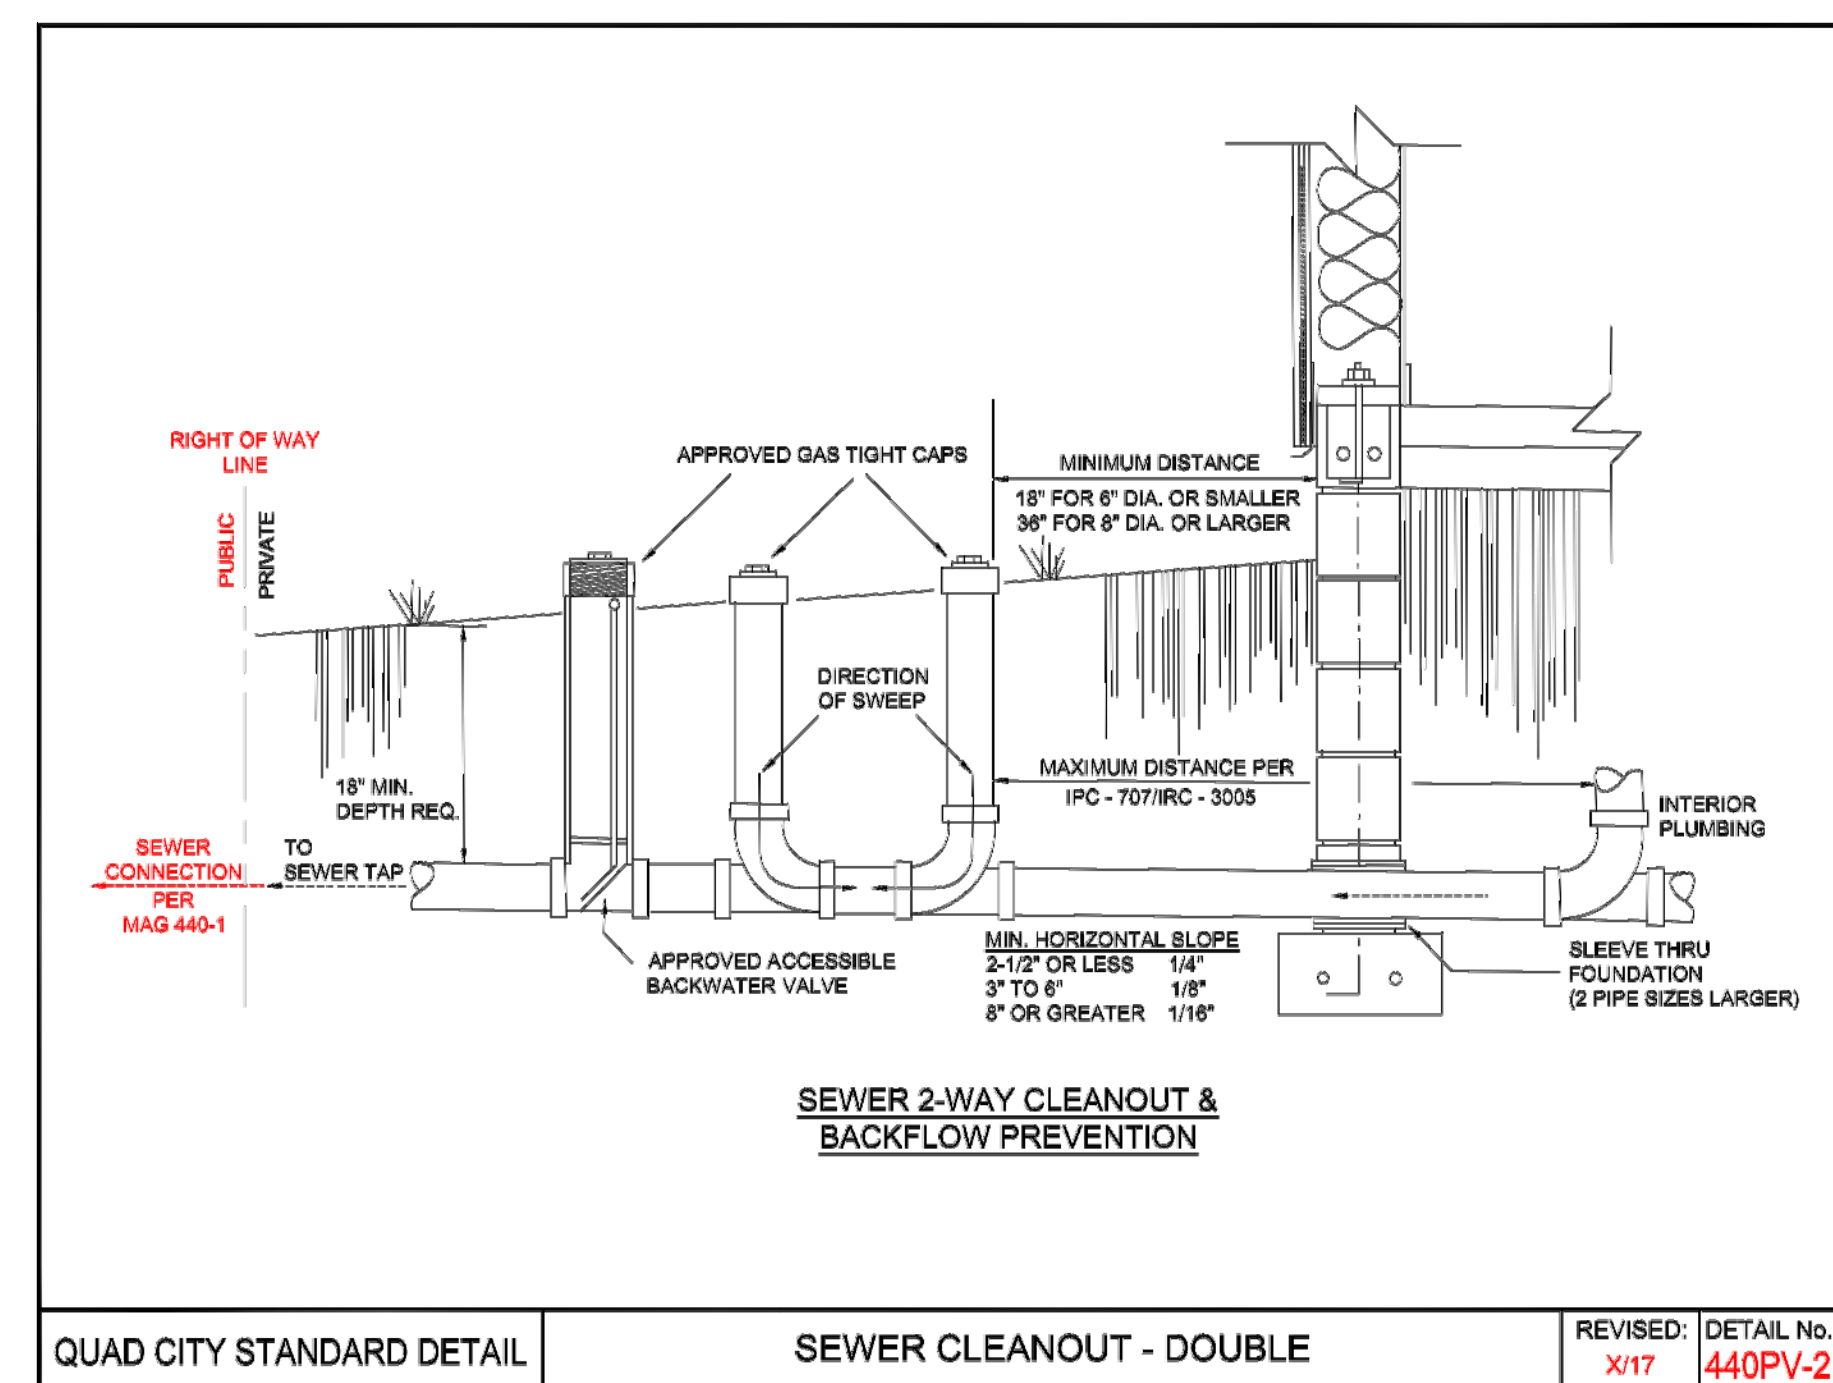 RIGHT OF WAY
LINE
PUBLIC
PRIVATE
APPROVED GAS TIGHT CAPS
MINIMUM DISTANCE
18" FOR 6" DIA. OR SMALLER
36" FOR 8" DIA. OR LARGER
DIRECTION
OF SWEEP
18" MIN.
DEPTH REQ.
MAXIMUM DISTANCE PER
IPC - 707/IRC - 3005
INTERIOR
PLUMBING
SEWER
CONNECTION
PER
MAG 440-1
TO
SEWER TAP
APPROVED ACCESSIBLE
BACKWATER VALVE
MIN. HORIZONTAL SLOPE
2-1/2" OR LESS 1/4"
3" TO 6" 1/8"
8" OR GREATER 1/16"
SLEEVE THRU
FOUNDATION
(2 PIPE SIZES LARGER)
SEWER 2-WAY CLEANOUT &
BACKFLOW PREVENTION
QUAD CITY STANDARD DETAIL
SEWER CLEANOUT - DOUBLE
REVISED:
X/17
DETAIL No.
440PV-2